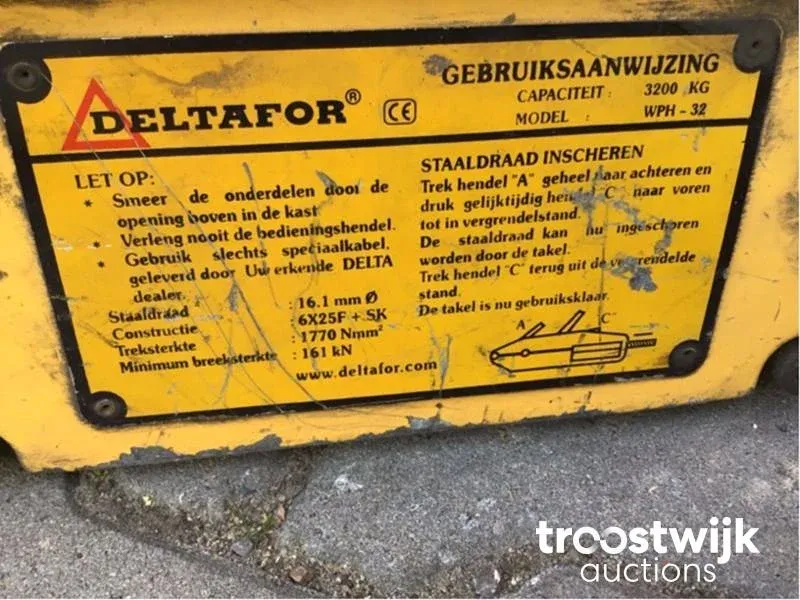 DELTAFOR® CE
GEBRUIKSAANWIJZING
CAPACITEIT : 3200 KG
MODEL : WPH - 32
LET OP:
* Smeer de onderdelen door de
opening boven in de kast
* Verleng nooit de bedieningshendel.
* Gebruik slechts speciaalkabel.
geleverd door Uw erkende DELTA
dealer.
Staaldraad : 16.1 mm Ø
Constructie : 6X25F + SK
Treksterkte : 1770 Nmm²
Minimum breeksterkte : 161 kN
www.deltafor.com
STAALDRAAD INSCHEREN
Trek hendel "A" geheel naar achteren en
druk gelijktijdig hendel "C" naar voren
tot in vergrendelstand.
De staaldraad kan nu ingeschoren
worden door de takel.
Trek hendel "C" terug uit de vergrendelde
stand.
De takel is nu gebruiksklaar.
A C
troostwijk
auctions